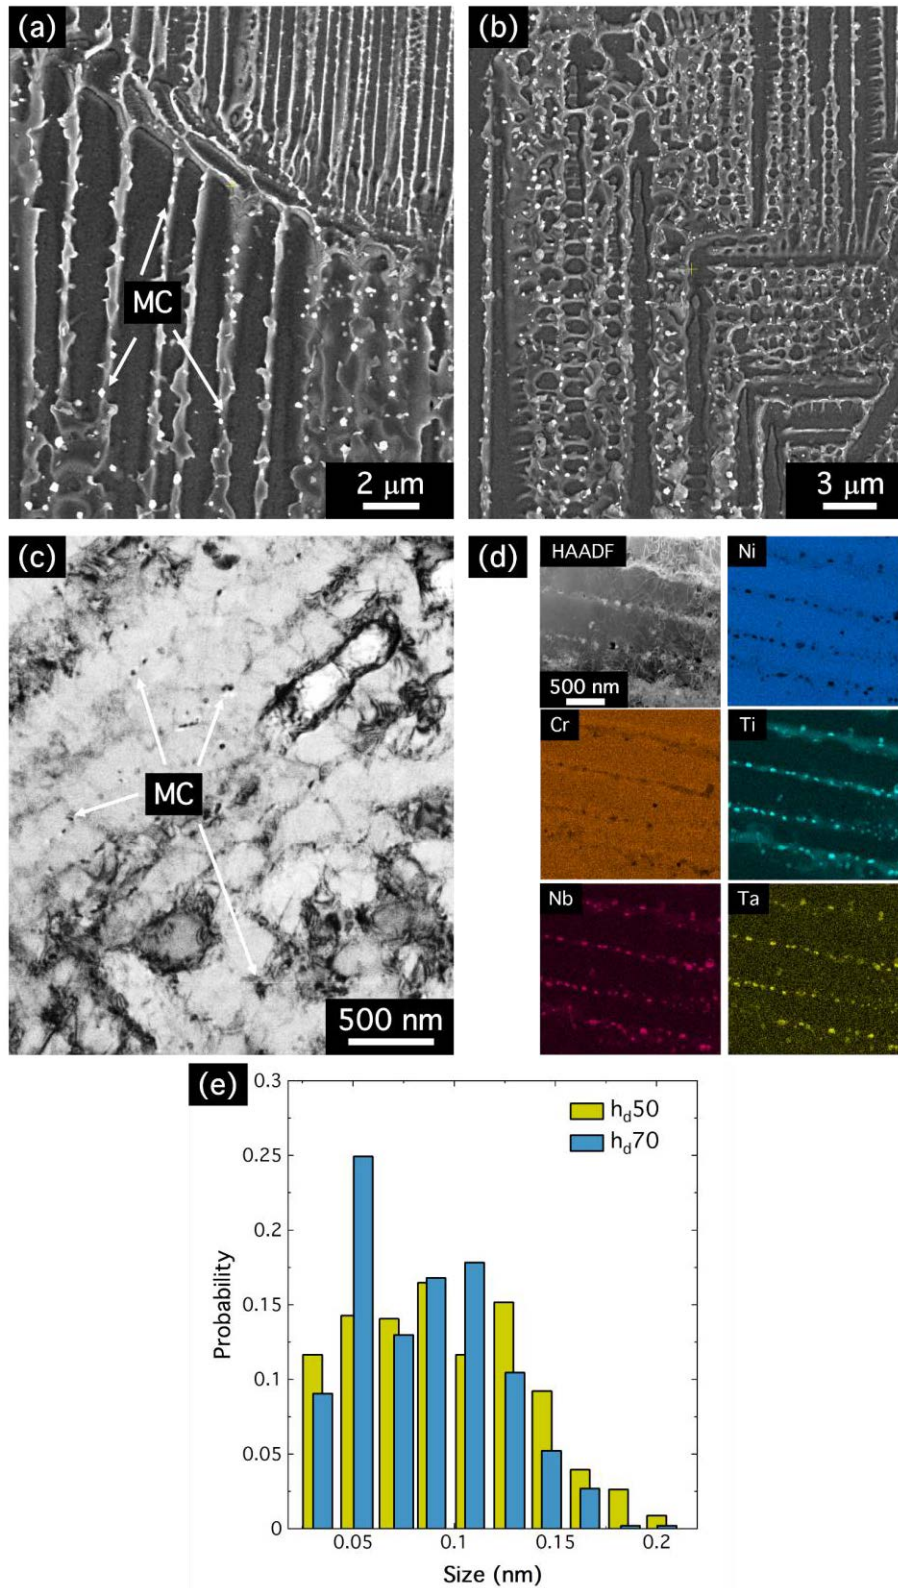 (a)
MC
2 μm
(b)
3 μm
(c)
MC
500 nm
(d)
HAADF
500 nm
Ni
Cr
Ti
Nb
Ta
(e)
0.3
0.25
0.2
0.15
0.1
0.05
0
Probability
h_d50
h_d70
0.05
0.1
0.15
0.2
Size (nm)